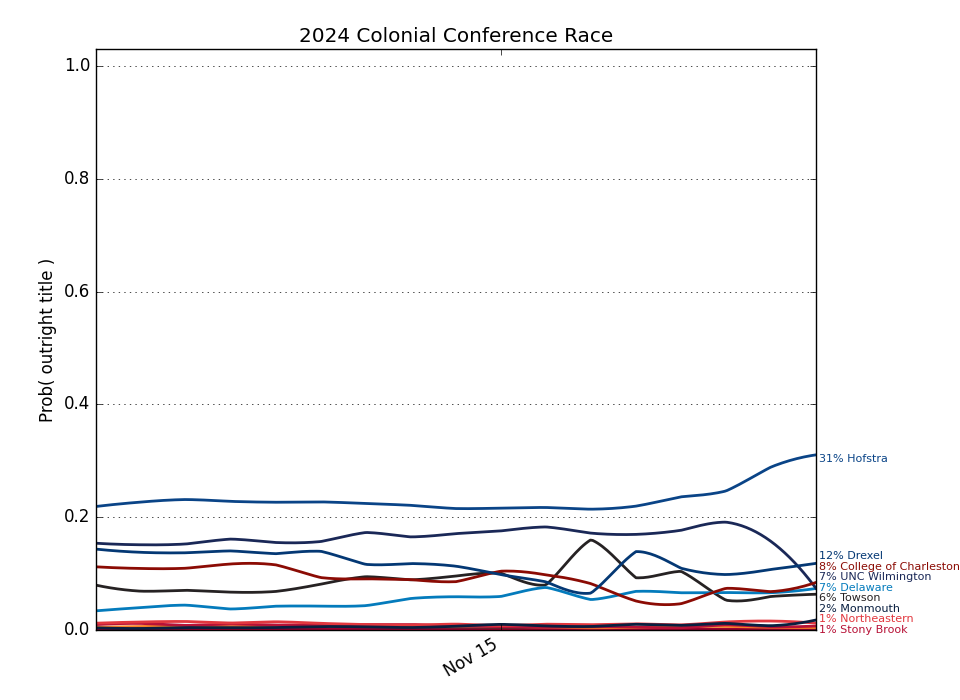 2024 Colonial Conference Race
Prob( outright title )
1.0
0.8
0.6
0.4
0.2
0.0
Nov 15
31% Hofstra
12% Drexel
8% College of Charleston
7% UNC Wilmington
7% Delaware
6% Towson
2% Monmouth
1% Northeastern
1% Stony Brook